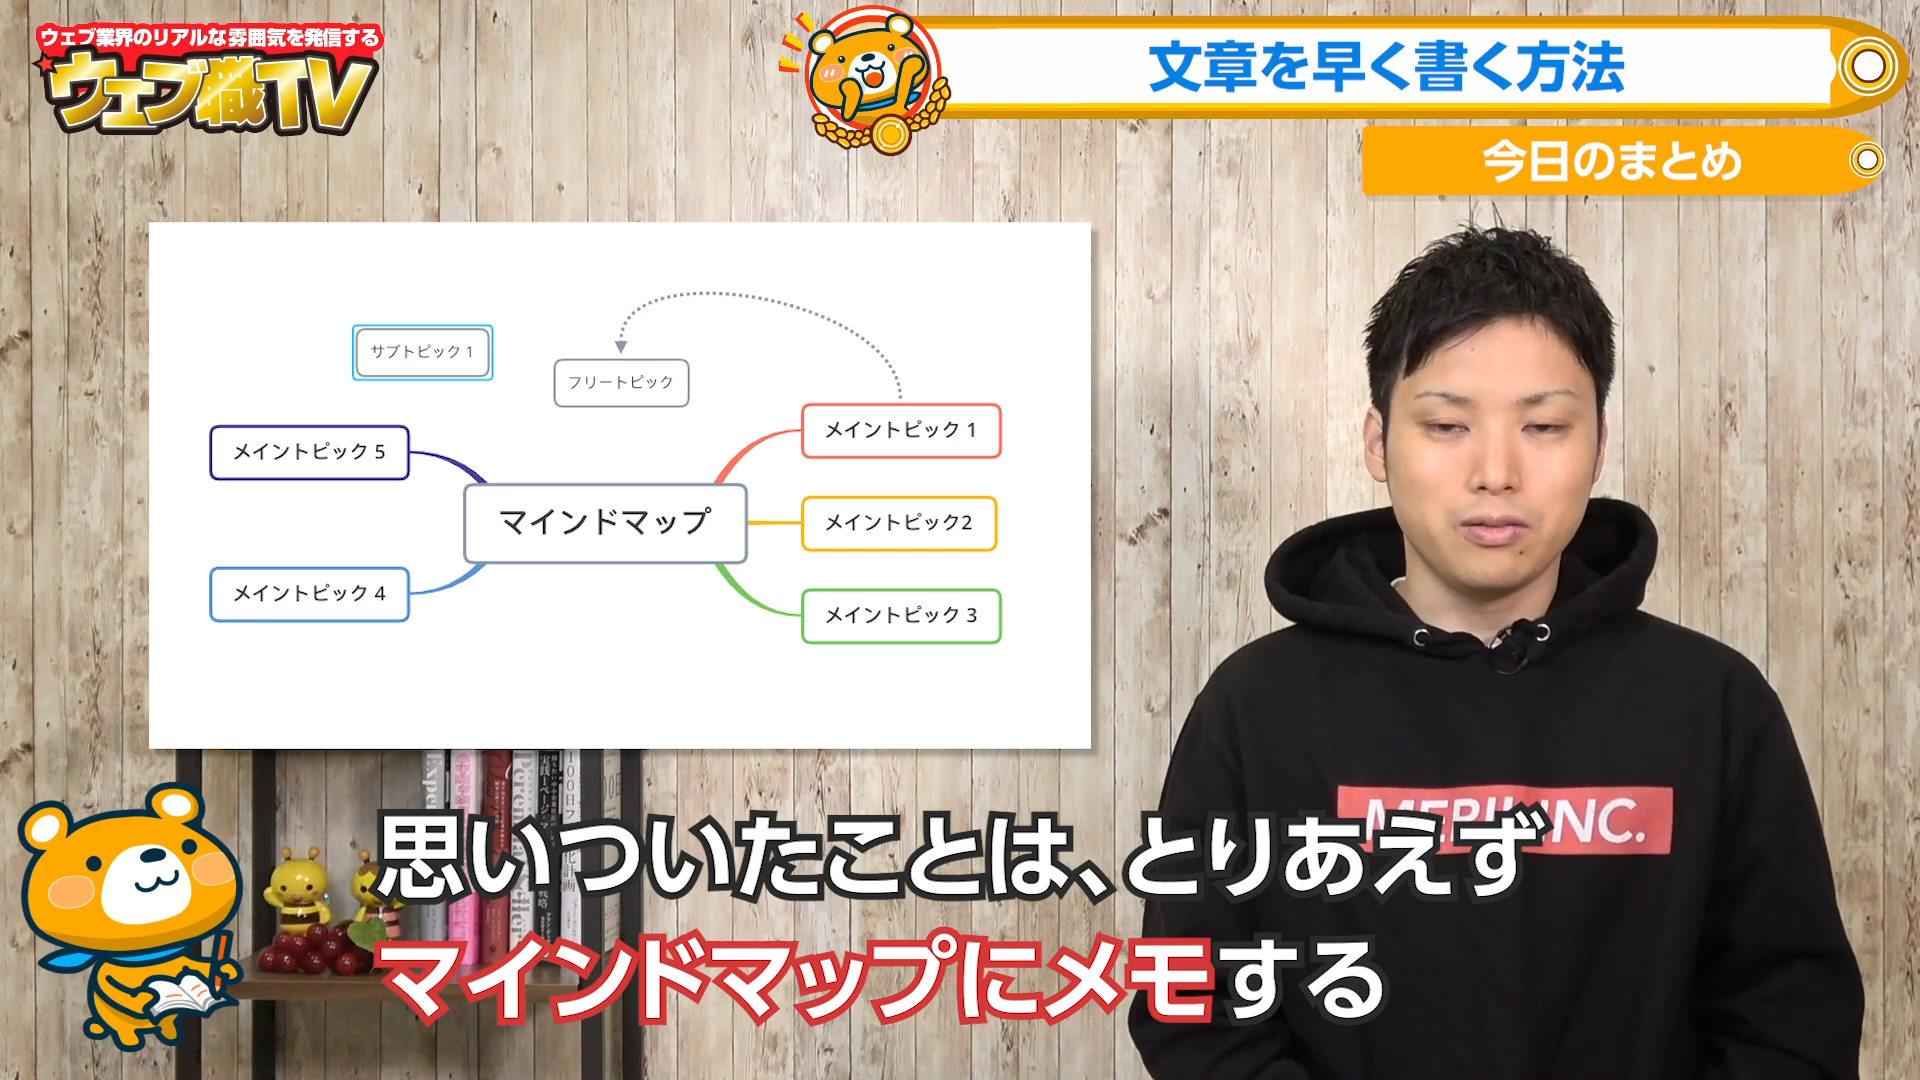 ウェブ業界のリアルな雰囲気を発信する
ウェブ職TV
文章を早く書く方法
今日のまとめ
サブトピック 1
フリートピック
メイントピック 1
メイントピック 5
マインドマップ
メイントピック2
メイントピック 4
メイントピック 3
INC.
思いついたことは、とりあえず
マインドマップにメモする